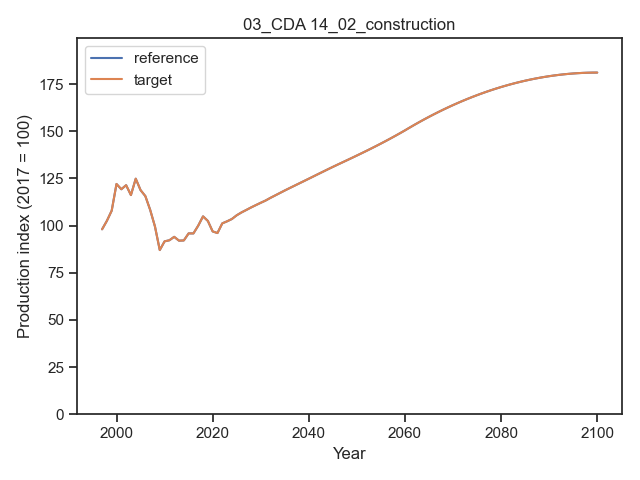 03_CDA 14_02_construction
reference
target
Production index (2017 = 100)
175
150
125
100
75
50
25
0
2000 2020 2040 2060 2080 2100
Year